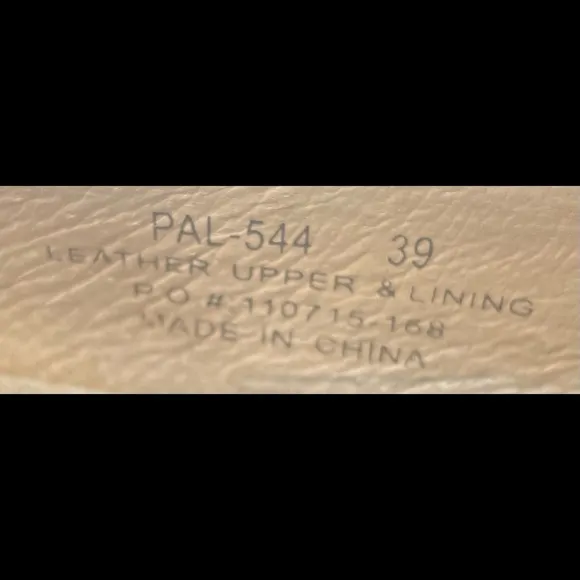 PAL-544 39
LEATHER UPPER & LINING
P.O # 110715-168
MADE IN CHINA